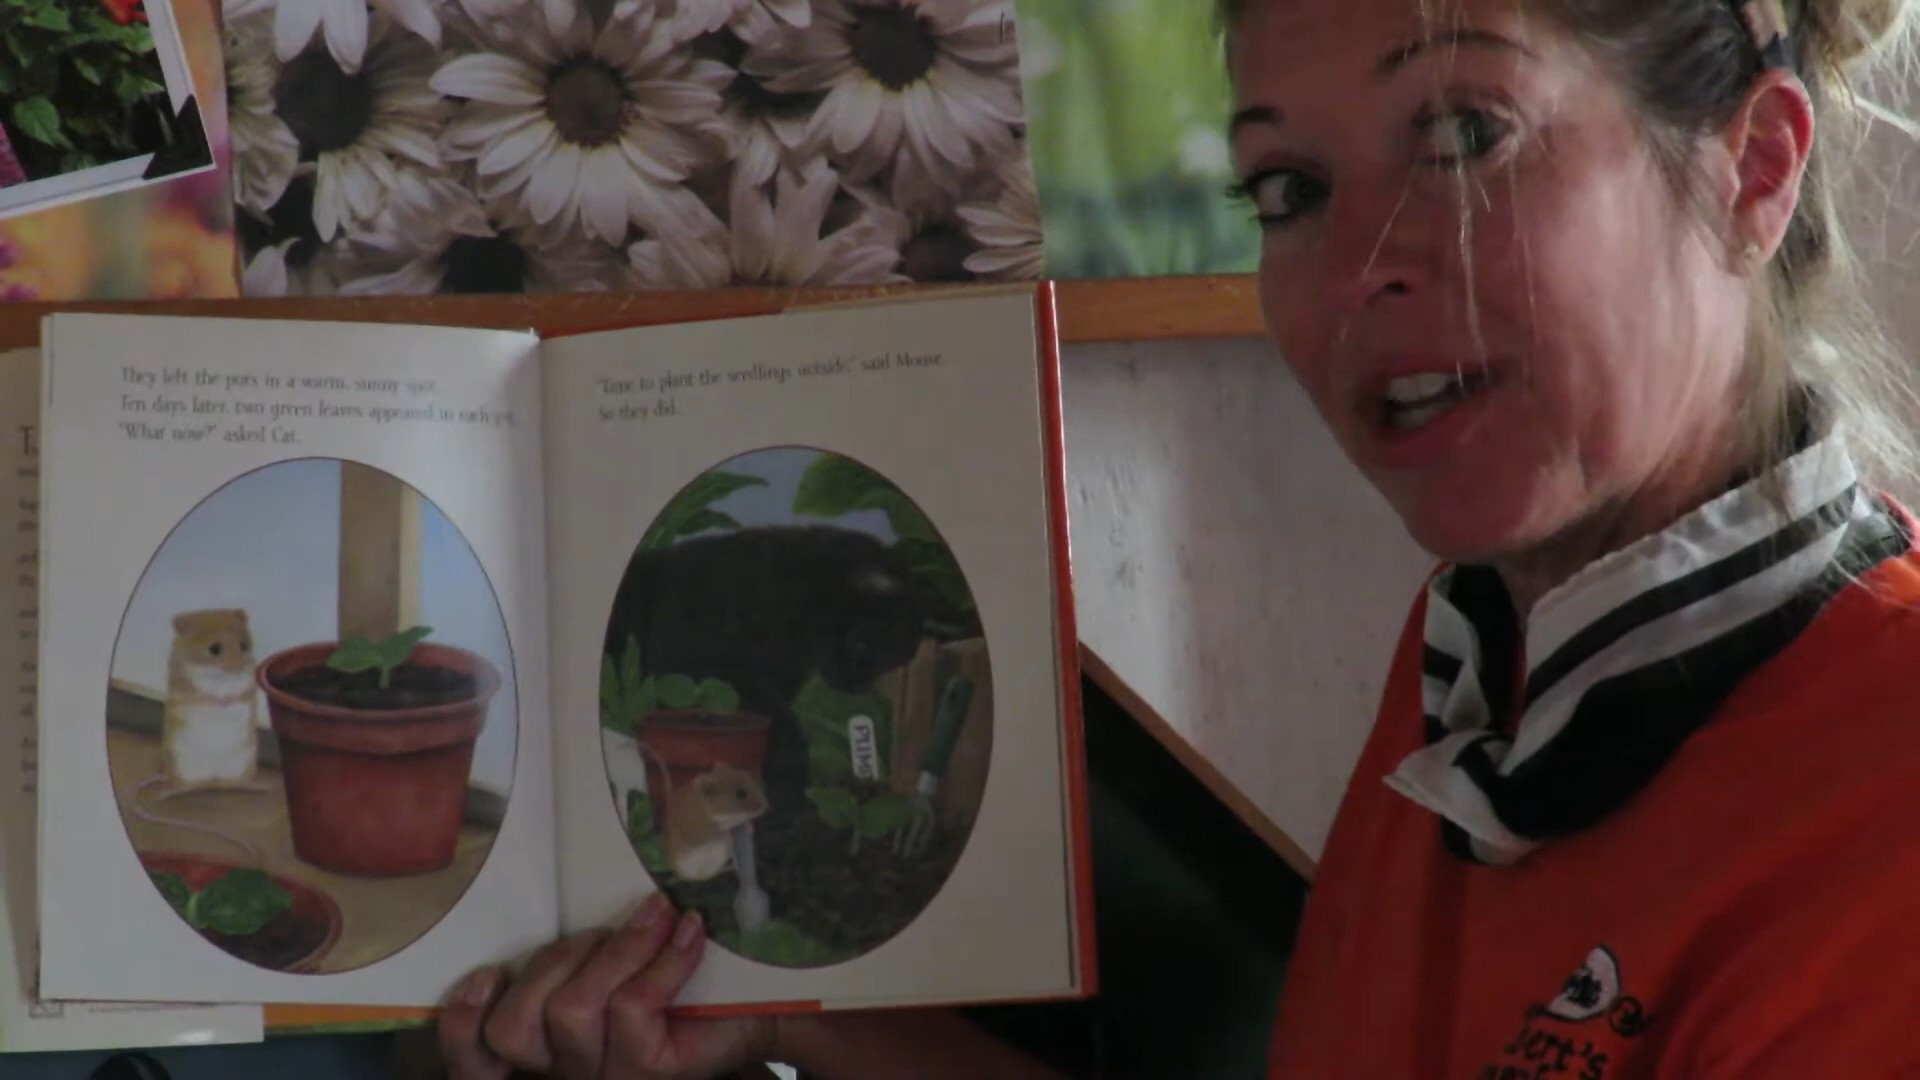 They left the pots in a warm, sunny spot.
Ten days later, two green leaves appeared in each pot.
"What now?" asked Cat.
"Time to plant the seedlings outside," said Mouse.
So they did.
PUMP